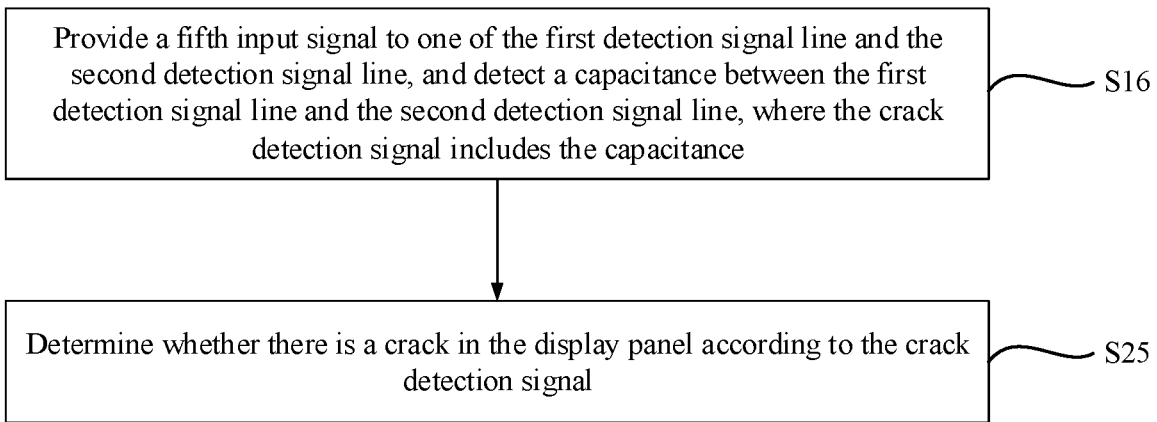 Provide a fifth input signal to one of the first detection signal line and the
second detection signal line, and detect a capacitance between the first
detection signal line and the second detection signal line, where the crack
detection signal includes the capacitance
S16
Determine whether there is a crack in the display panel according to the crack
detection signal
S25